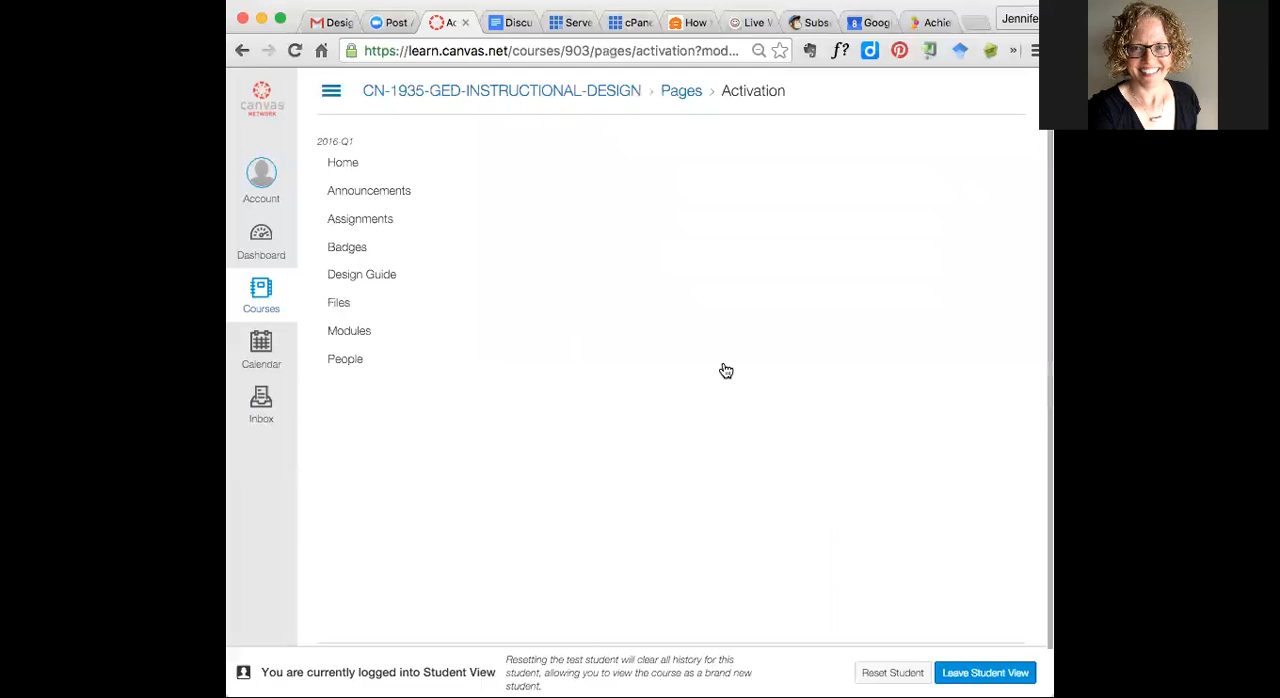 Desig
Post /
Ac
Discu
Serve
cPane
How
Live V
Subs
Goog
Achie
Jennife
https://learn.canvas.net/courses/903/pages/activation?mod...
f?
»
canvas
NETWORK
CN-1935-GED-INSTRUCTIONAL-DESIGN › Pages › Activation
2016-Q1
Home
Announcements
Assignments
Badges
Design Guide
Files
Modules
People
Account
Dashboard
Courses
Calendar
Inbox
You are currently logged into Student View
Resetting the test student will clear all history for this
student, allowing you to view the course as a brand new
student.
Reset Student
Leave Student View